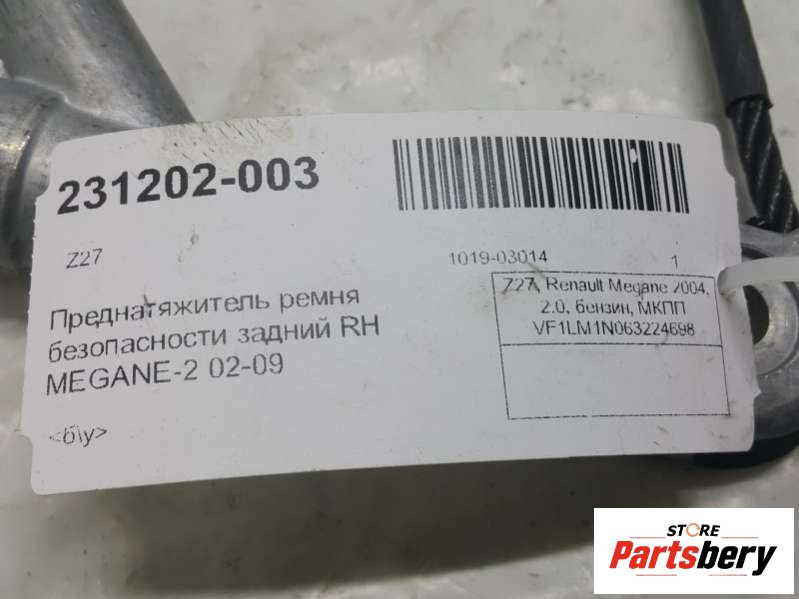 231202-003
Z27
1019-03014 1
Преднатяжитель ремня
безопасности задний RH
MEGANE-2 02-09
<б\у>
Z27, Renault Megane 2004,
2.0, бензин, МКПП
VF1LM1N063224698
STORE
Partsbery